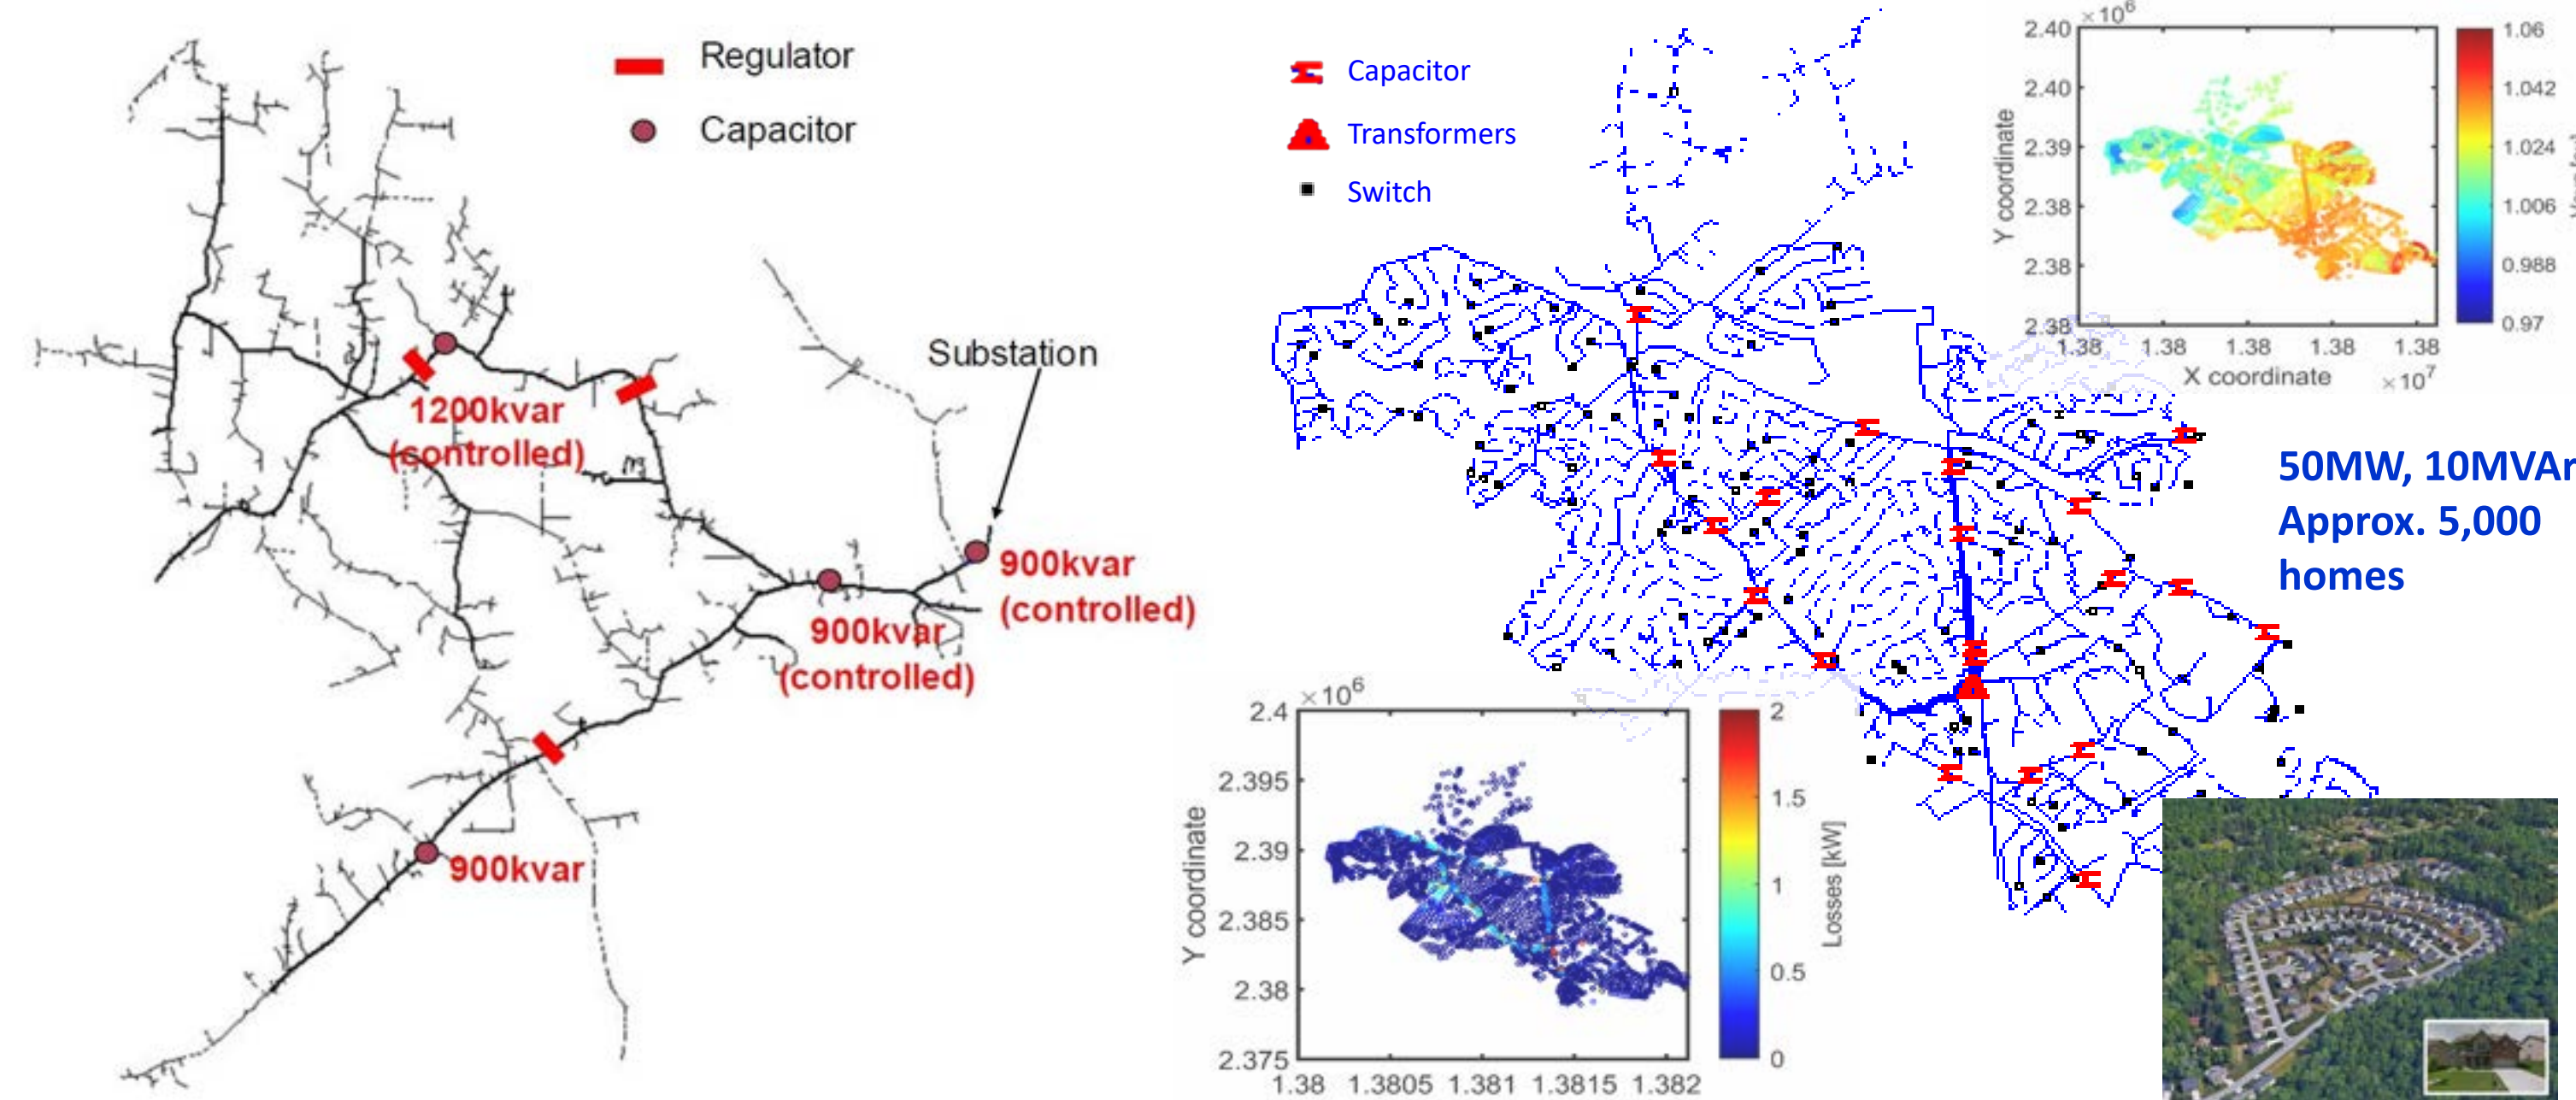 Regulator
Capacitor
Substation
1200kvar
(controlled)
900kvar
(controlled)
900kvar
(controlled)
900kvar
Capacitor
Transformers
Switch
×10⁶
2.40
2.40
2.39
2.38
2.38
2.38
Y coordinate
1.38 1.38 1.38 1.38 1.38
X coordinate ×10⁷
1.06
1.042
1.024
1.006
0.988
0.97
50MW, 10MVAr
Approx. 5,000
homes
×10⁶
2.4
2.395
2.39
2.385
2.38
2.375
Y coordinate
1.38 1.3805 1.381 1.3815 1.382
2
1.5
1
0.5
0
Losses [kW]